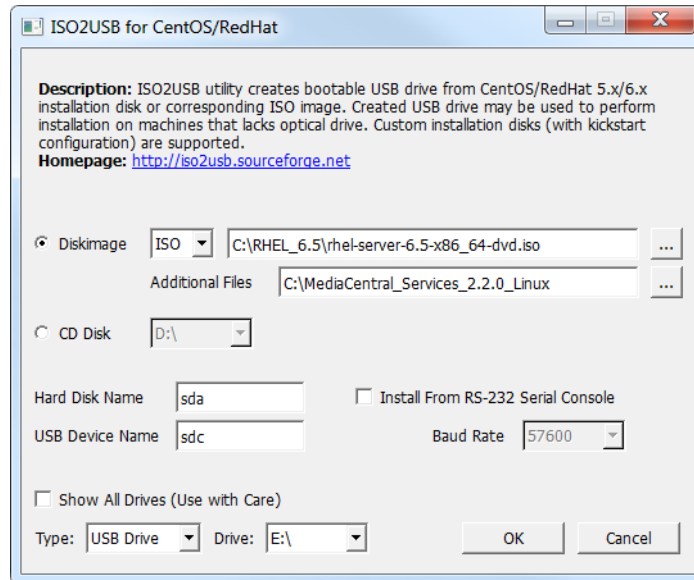 ISO2USB for CentOS/RedHat
Description: ISO2USB utility creates bootable USB drive from CentOS/RedHat 5.x/6.x
installation disk or corresponding ISO image. Created USB drive may be used to perform
installation on machines that lacks optical drive. Custom installation disks (with kickstart
configuration) are supported.
Homepage: http://iso2usb.sourceforge.net
Diskimage ISO C:\RHEL_6.5\rhel-server-6.5-x86_64-dvd.iso ...
Additional Files C:\MediaCentral_Services_2.2.0_Linux ...
CD Disk D:\
Hard Disk Name sda Install From RS-232 Serial Console
USB Device Name sdc Baud Rate 57600
Show All Drives (Use with Care)
Type: USB Drive Drive: E:\ OK Cancel